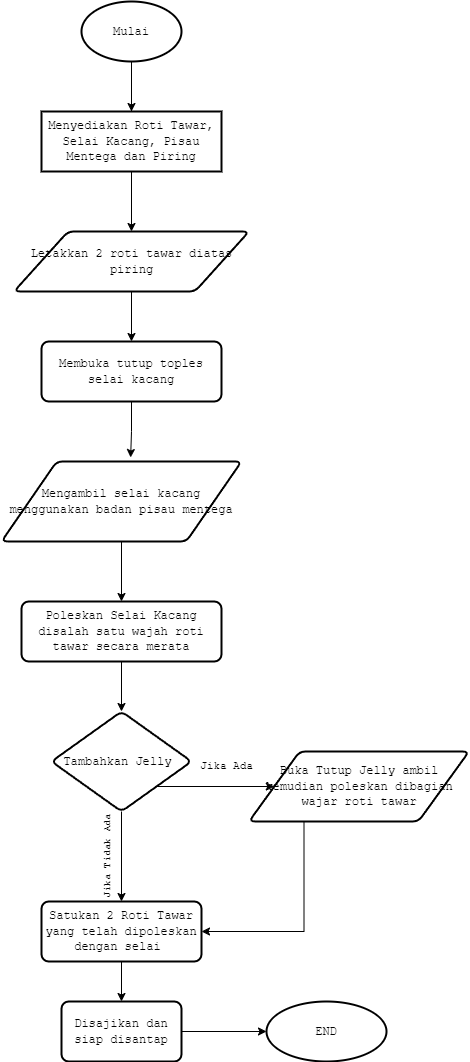 Mulai
Menyediakan Roti Tawar,
Selai Kacang, Pisau
Mentega dan Piring
Letakkan 2 roti tawar diatas
piring
Membuka tutup toples
selai kacang
Mengambil selai kacang
menggunakan badan pisau mentega
Poleskan Selai Kacang
disalah satu wajah roti
tawar secara merata
Tambahkan Jelly
Jika Ada
Buka Tutup Jelly ambil
kemudian poleskan dibagian
wajar roti tawar
Jika Tidak Ada
Satukan 2 Roti Tawar
yang telah dipoleskan
dengan selai
Disajikan dan
siap disantap
END